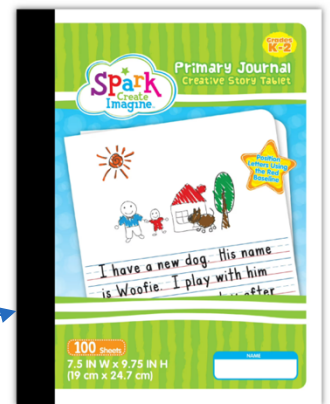 Grades
K-2
Primary Journal
Creative Story Tablet
Spark
Create
Imagine™
Position
Letters Using
the Red
Baseline
I have a new dog. His name
is Woofie. I play with him
after
100 Sheets
7.5 IN W x 9.75 IN H
(19 cm x 24.7 cm)
NAME